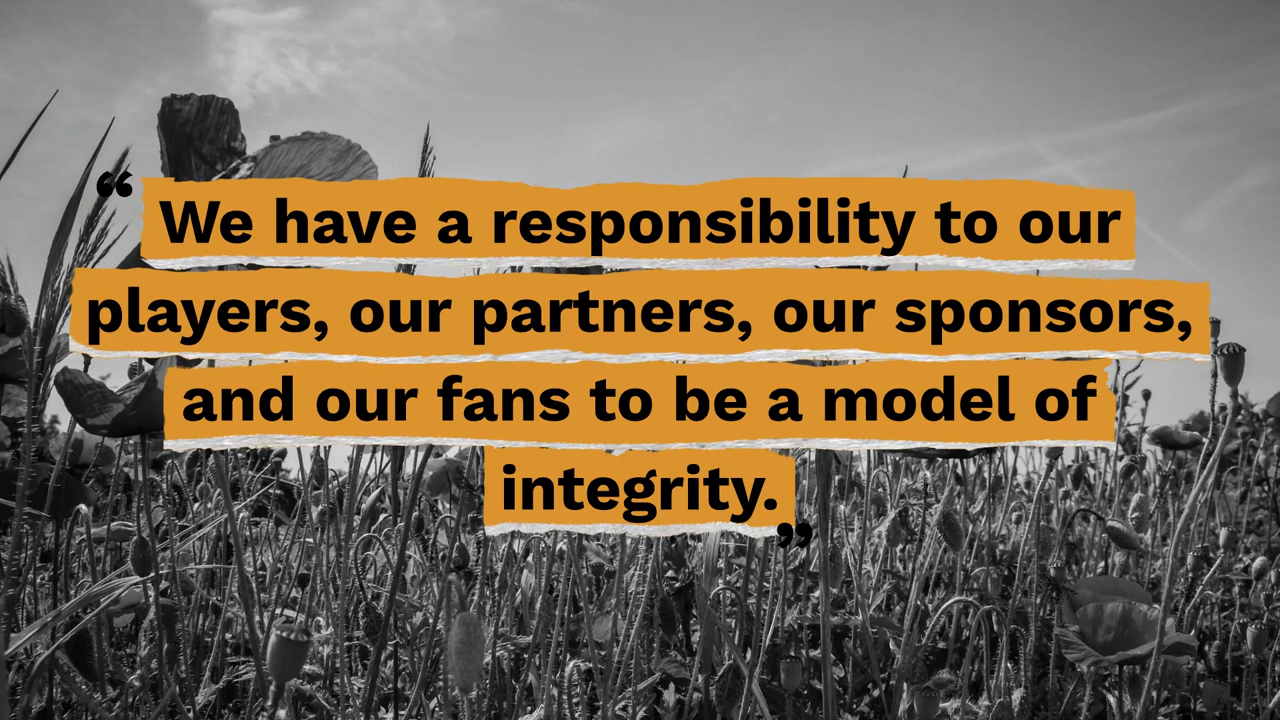 “We have a responsibility to our
players, our partners, our sponsors,
and our fans to be a model of
integrity.”